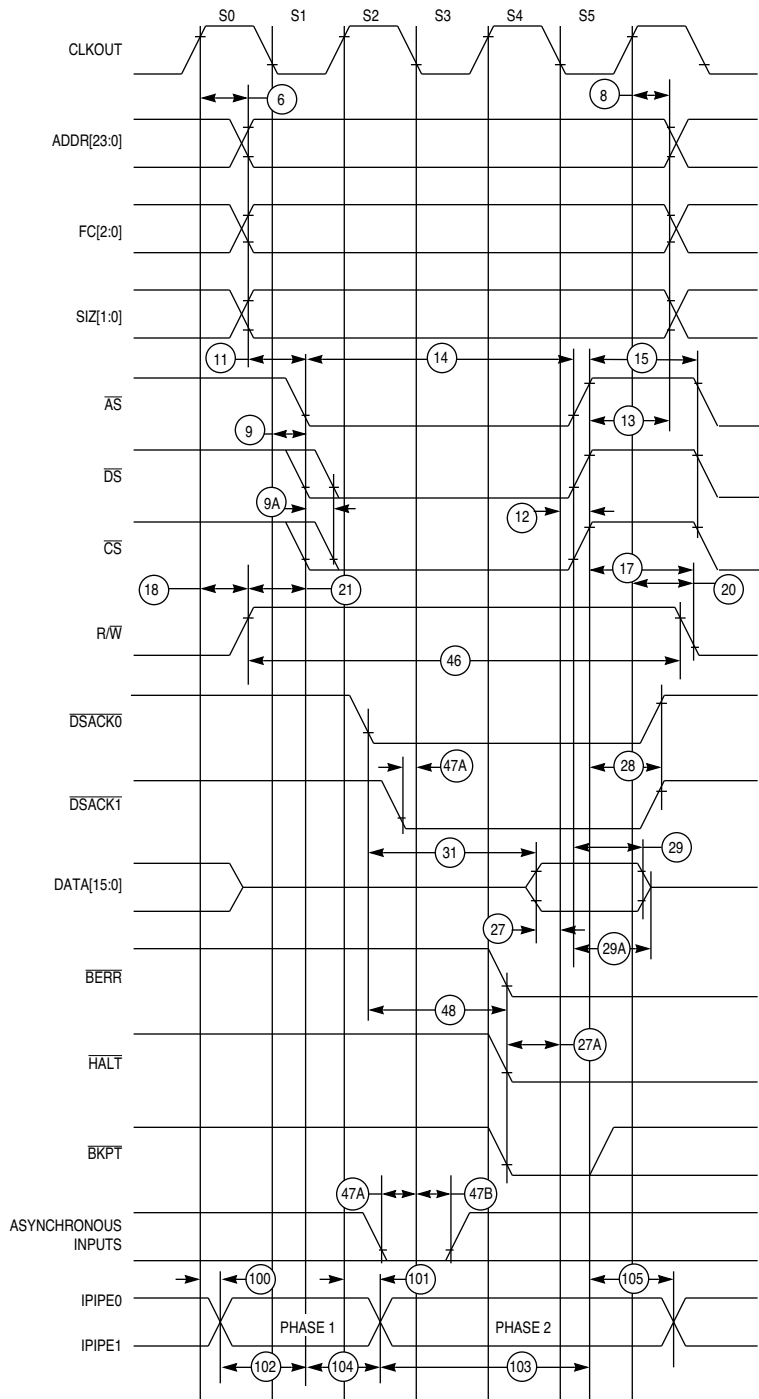 S0 S1 S2 S3 S4 S5
CLKOUT
6 8
ADDR[23:0]
FC[2:0]
SIZ[1:0]
11 14 15
AS
9 13
DS
9A 12
CS
18 21 17 20
R/W
46
DSACK0
47A 28
DSACK1
31 29
DATA[15:0]
27 29A
BERR
48
27A
HALT
BKPT
47A 47B
ASYNCHRONOUS
INPUTS
100 101 105
IPIPE0
PHASE 1 PHASE 2
IPIPE1
102 104 103